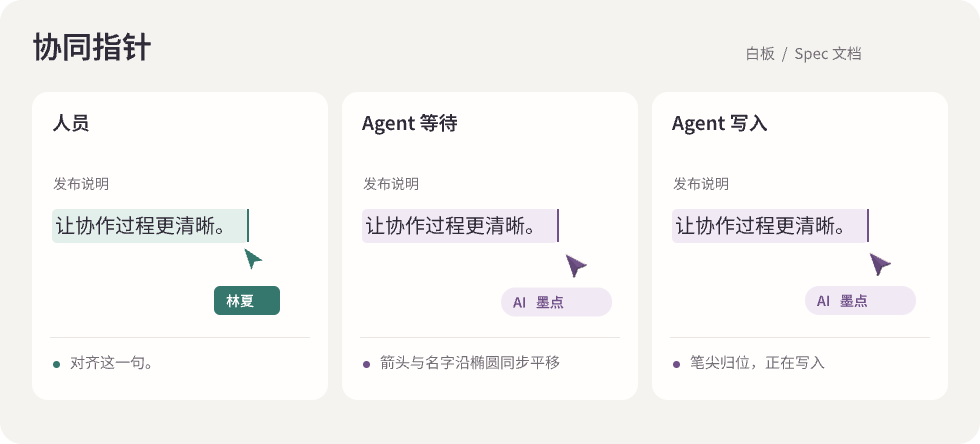 协同指针
白板 / Spec 文档
人员
发布说明
让协作过程更清晰。
林夏
对齐这一句。
Agent 等待
发布说明
让协作过程更清晰。
AI 墨点
箭头与名字沿椭圆同步平移
Agent 写入
发布说明
让协作过程更清晰。
AI 墨点
笔尖归位，正在写入